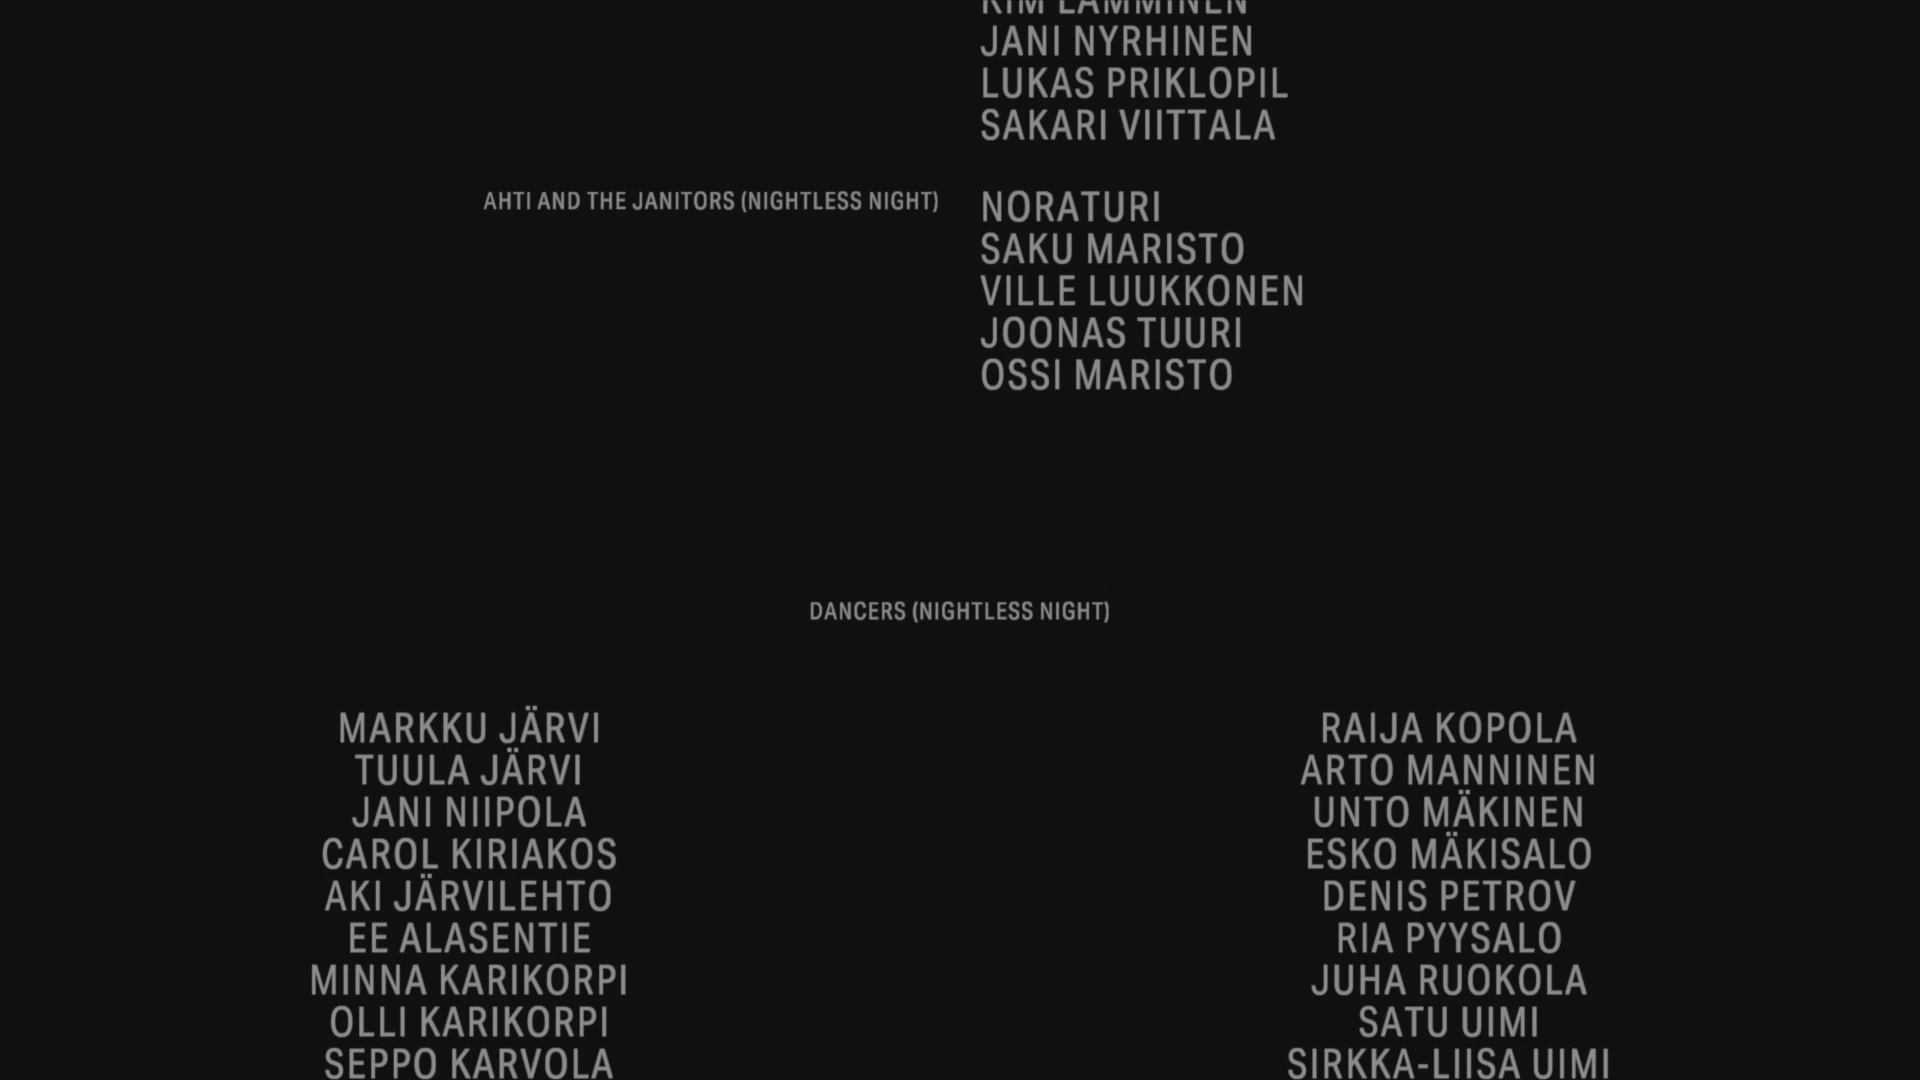 KIM LAMMINEN
JANI NYRHINEN
LUKAS PRIKLOPIL
SAKARI VIITTALA
AHTI AND THE JANITORS (NIGHTLESS NIGHT)
NORATURI
SAKU MARISTO
VILLE LUUKKONEN
JOONAS TUURI
OSSI MARISTO
DANCERS (NIGHTLESS NIGHT)
MARKKU JÄRVI
TUULA JÄRVI
JANI NIIPOLA
CAROL KIRIAKOS
AKI JÄRVILEHTO
EE ALASENTIE
MINNA KARIKORPI
OLLI KARIKORPI
SEPPO KARVOLA
RAIJA KOPOLA
ARTO MANNINEN
UNTO MÄKINEN
ESKO MÄKISALO
DENIS PETROV
RIA PYYSALO
JUHA RUOKOLA
SATU UIMI
SIRKKA-LIISA UIMI